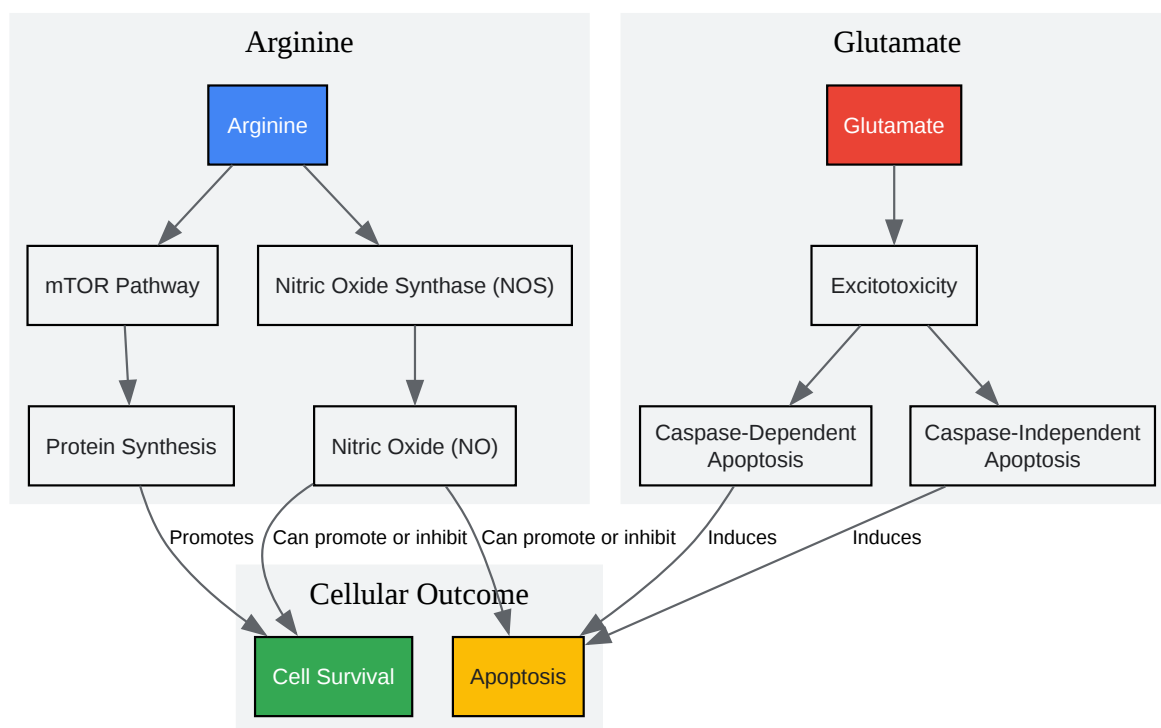 Arginine
Glutamate
Arginine
Glutamate
mTOR Pathway
Nitric Oxide Synthase (NOS)
Excitotoxicity
Protein Synthesis
Nitric Oxide (NO)
Caspase-Dependent
Apoptosis
Caspase-Independent
Apoptosis
Promotes
Can promote or inhibit
Can promote or inhibit
Induces
Induces
Cellular Outcome
Cell Survival
Apoptosis